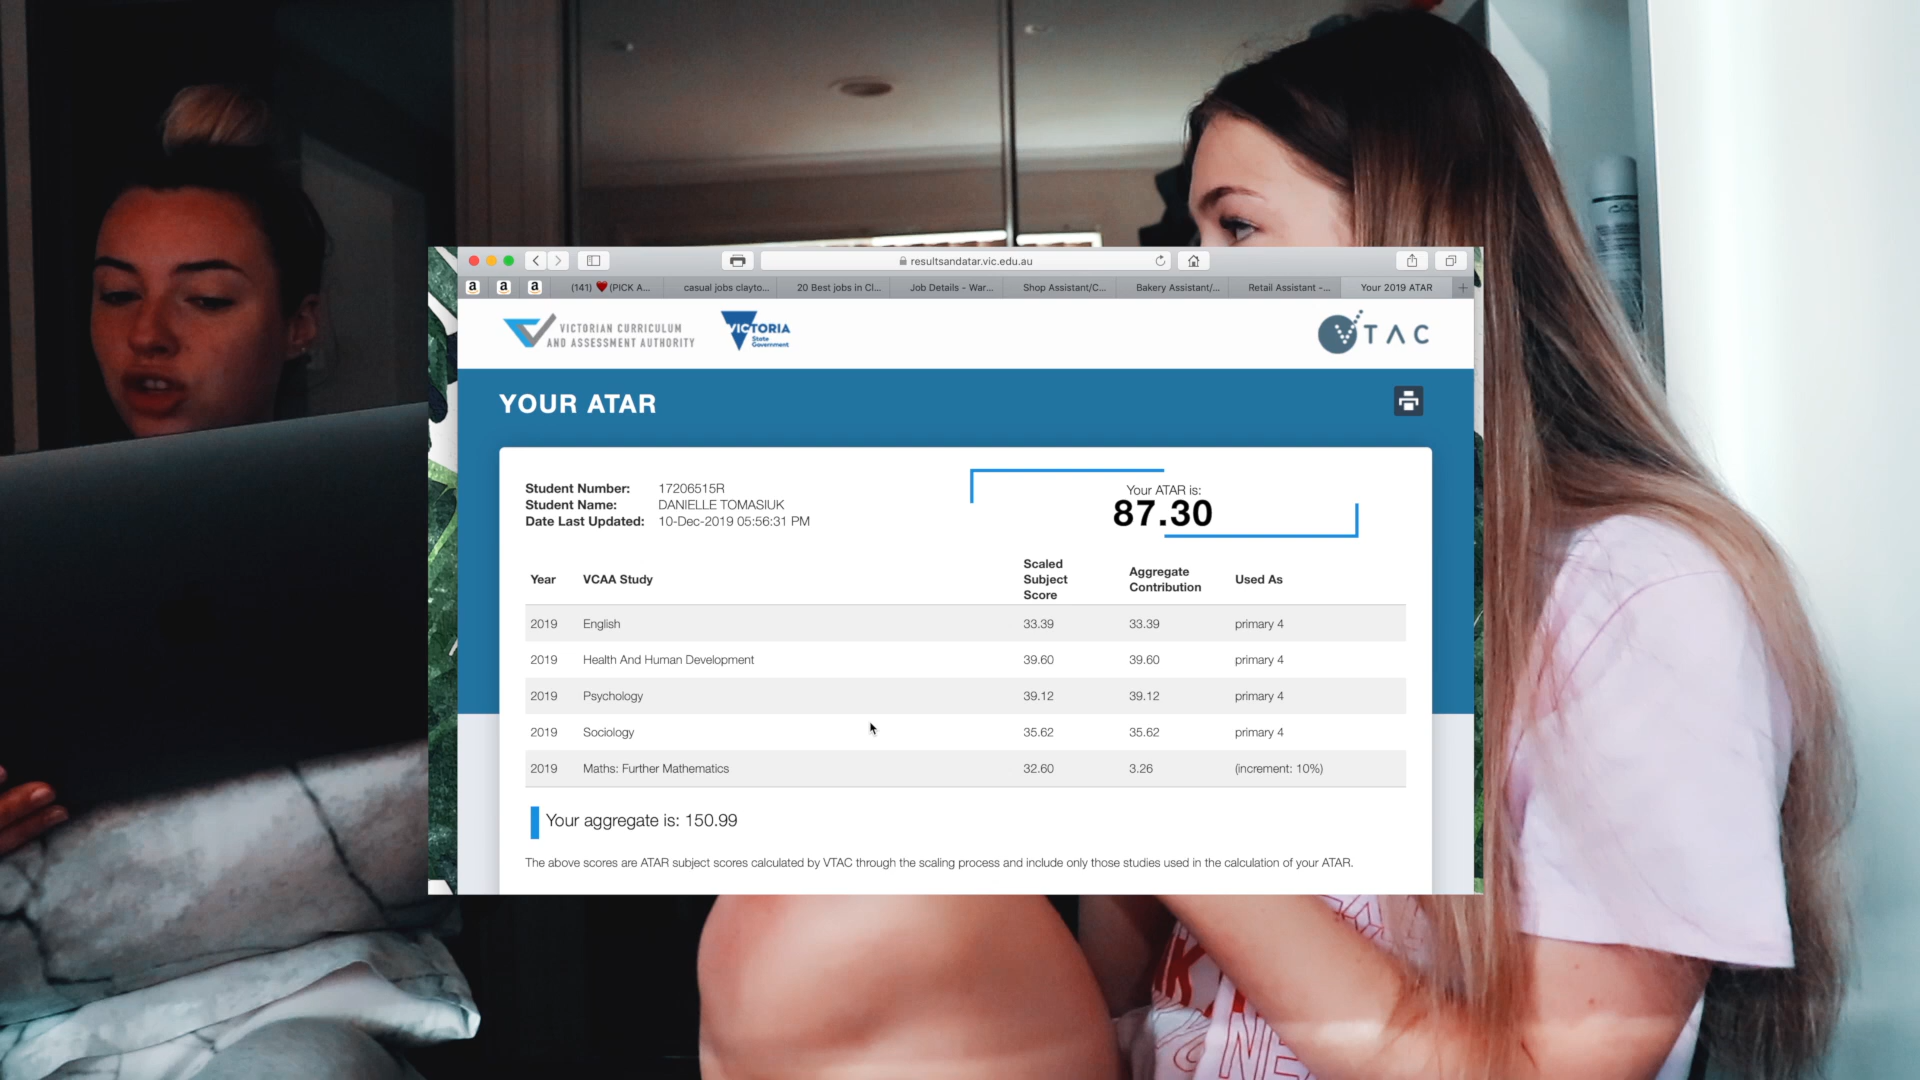 resultsandatar.vic.edu.au
a
a
a
(141) ❤(PICK A...
casual jobs clayto...
20 Best jobs in Cl...
Job Details - War...
Shop Assistant/C...
Bakery Assistant/...
Retail Assistant -...
Your 2019 ATAR
VICTORIAN CURRICULUM
AND ASSESSMENT AUTHORITY
VICTORIA
State
Government
VTAC
YOUR ATAR
Student Number: 17206515R
Student Name: DANIELLE TOMASIUK
Date Last Updated: 10-Dec-2019 05:56:31 PM
Your ATAR is:
87.30
Year VCAA Study Scaled Subject Score Aggregate Contribution Used As
2019 English 33.39 33.39 primary 4
2019 Health And Human Development 39.60 39.60 primary 4
2019 Psychology 39.12 39.12 primary 4
2019 Sociology 35.62 35.62 primary 4
2019 Maths: Further Mathematics 32.60 3.26 (increment: 10%)
Your aggregate is: 150.99
The above scores are ATAR subject scores calculated by VTAC through the scaling process and include only those studies used in the calculation of your ATAR.